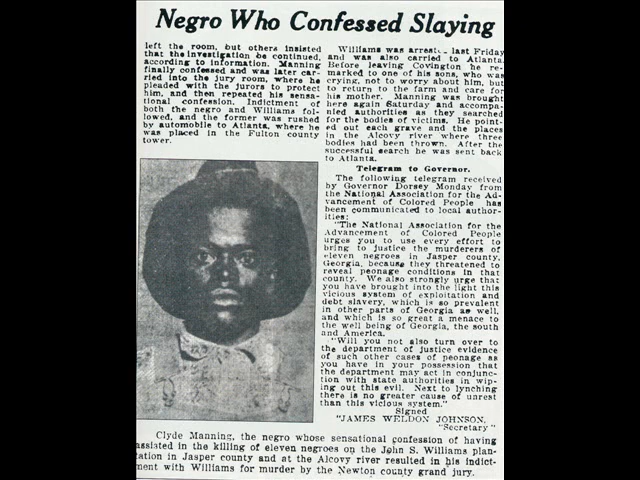 Negro Who Confessed Slaying
left the room, but others insisted
that the investigation be continued,
according to information. Manning
finally confessed and was later car-
ried into the jury room, where he
pleaded with the jurors to protect
him, and then repeated his sensa-
tional confession. Indictment of
both the negro and Williams fol-
lowed, and the former was rushed
by automobile to Atlanta, where he
was placed in the Fulton county
tower.
Williams was arrest last Friday
and was also carried to Atlanta.
Before leaving Covington he re-
marked to one of his sons, who was
crying, not to worry about him, but
to return to the farm and care for
his mother. Manning was brought
here again Saturday and accompa-
nied authorities as they searched
for the bodies of victims. He point-
ed out each grave and the places
in the Alcovy river where three
bodies had been thrown. After the
successful search he was sent back
to Atlanta.
Telegram to Governor.
The following telegram received
by Governor Dorsey Monday from
the National Association for the Ad-
vancement of Colored People has
been communicated to local author-
ities:
"The National Association for the
Advancement of Colored People
urges you to use every effort to
bring to justice the murderers of
eleven negroes in Jasper county,
Georgia, because they threatened to
reveal peonage conditions in that
county. We also strongly urge that
you have brought into the light this
vicious system of exploitation and
debt slavery, which is so prevalent
in other parts of Georgia as well,
and which is so great a menace to
the well being of Georgia, the south
and America.
"Will you not also turn over to
the department of justice evidence
of such other cases of peonage as
you have in your possession that
the department may act in conjunc-
tion with state authorities in wip-
ing out this evil. Next to lynching
there is no greater cause of unrest
than this vicious system."
Signed
"JAMES WELDON JOHNSON,
"Secretary"
Clyde Manning, the negro whose sensational confession of having
assisted in the killing of eleven negroes on the John S. Williams plan-
tation in Jasper county and at the Alcovy river resulted in his indict-
ment with Williams for murder by the Newton county grand jury.